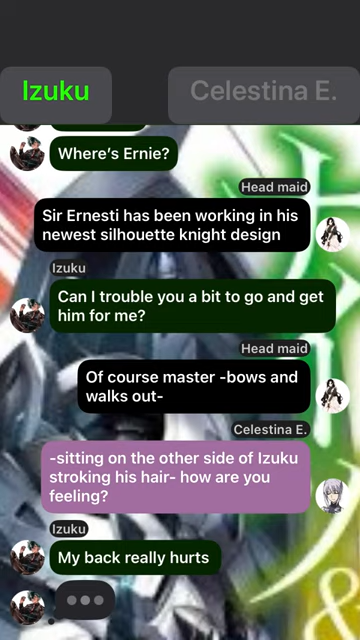 Izuku
Celestina E.
Where's Ernie?
Head maid
Sir Ernesti has been working in his
newest silhouette knight design
Izuku
Can I trouble you a bit to go and get
him for me?
Head maid
Of course master -bows and
walks out-
Celestina E.
-sitting on the other side of Izuku
stroking his hair- how are you
feeling?
Izuku
My back really hurts
&